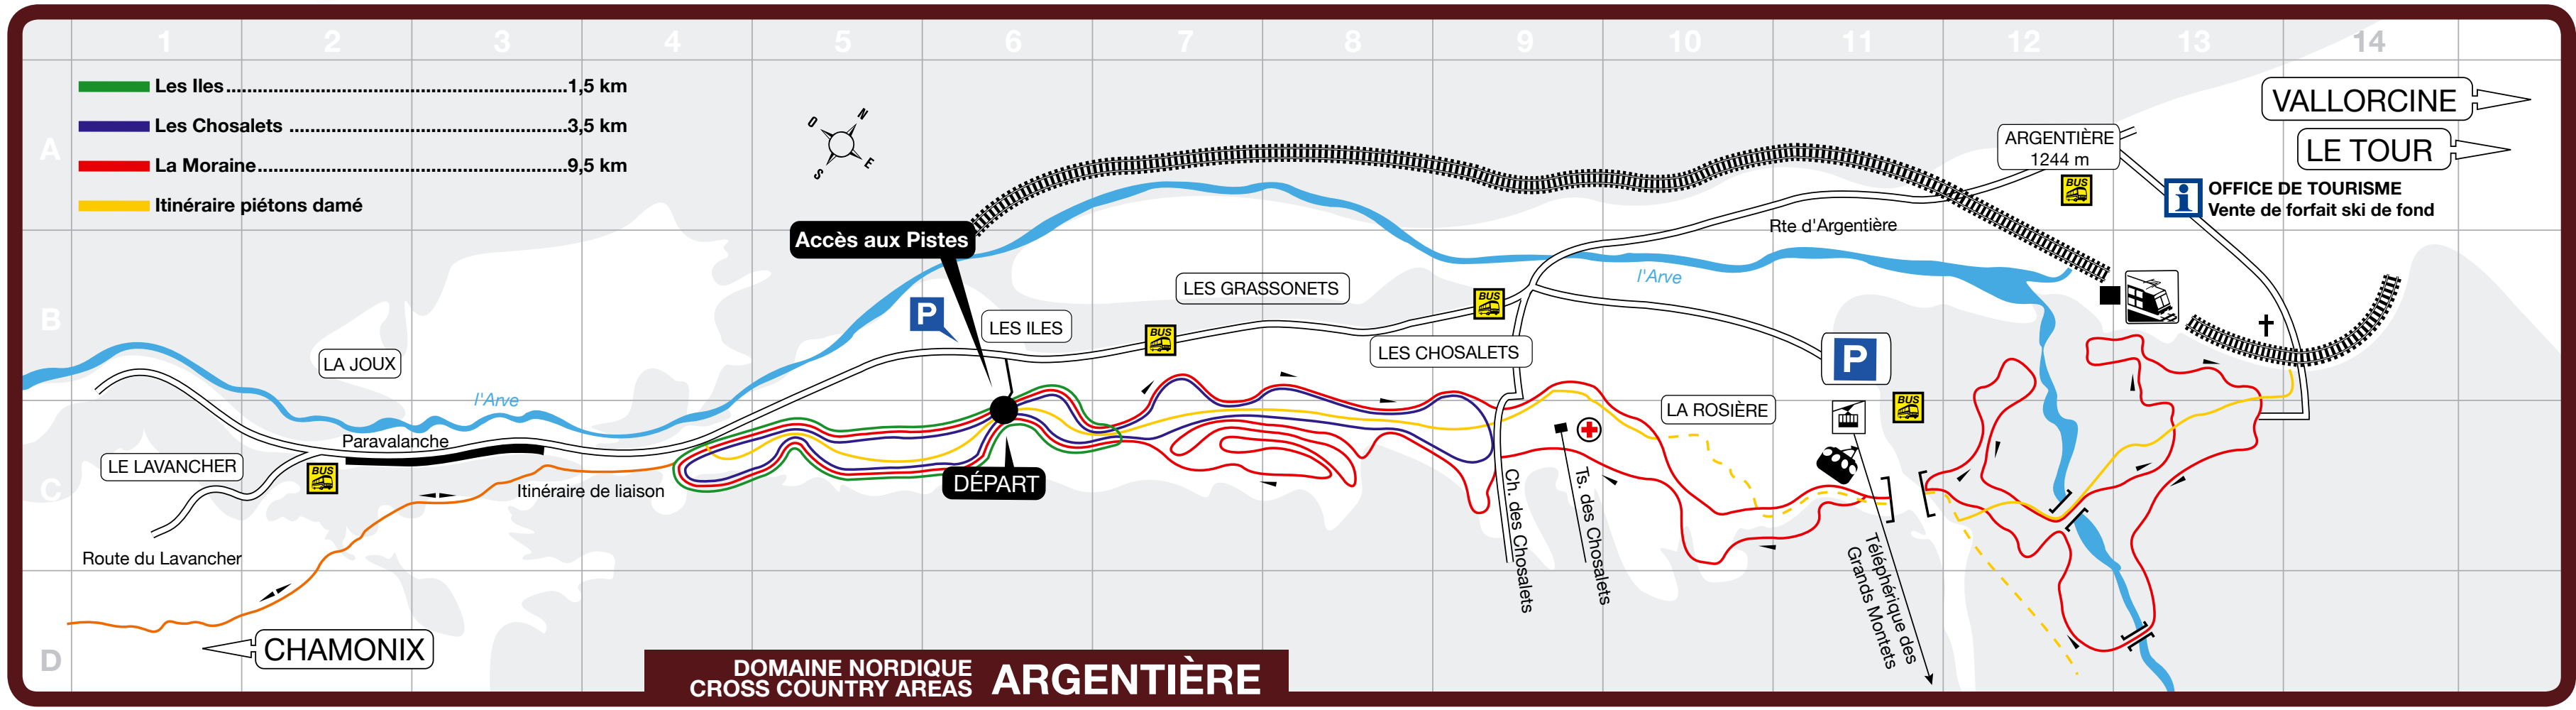 1 2 3 4 5 6 7 8 9 10 11 12 13 14
A
B
C
D
Les Iles..........................................................1,5 km
Les Chosalets ...............................................3,5 km
La Moraine....................................................9,5 km
Itinéraire piétons damé
N
O
E
S
VALLORCINE
LE TOUR
ARGENTIÈRE
1244 m
BUS
i
OFFICE DE TOURISME
Vente de forfait ski de fond
Rte d'Argentière
Accès aux Pistes
l'Arve
LES GRASSONETS
BUS
P
LES ILES
BUS
LES CHOSALETS
P
LA JOUX
l'Arve
BUS
LA ROSIÈRE
Paravalanche
LE LAVANCHER
BUS
Itinéraire de liaison
DÉPART
Ch. des Chosalets
Ts. des Chosalets
Téléphérique des
Grands Montets
Route du Lavancher
CHAMONIX
DOMAINE NORDIQUE
CROSS COUNTRY AREAS
ARGENTIÈRE